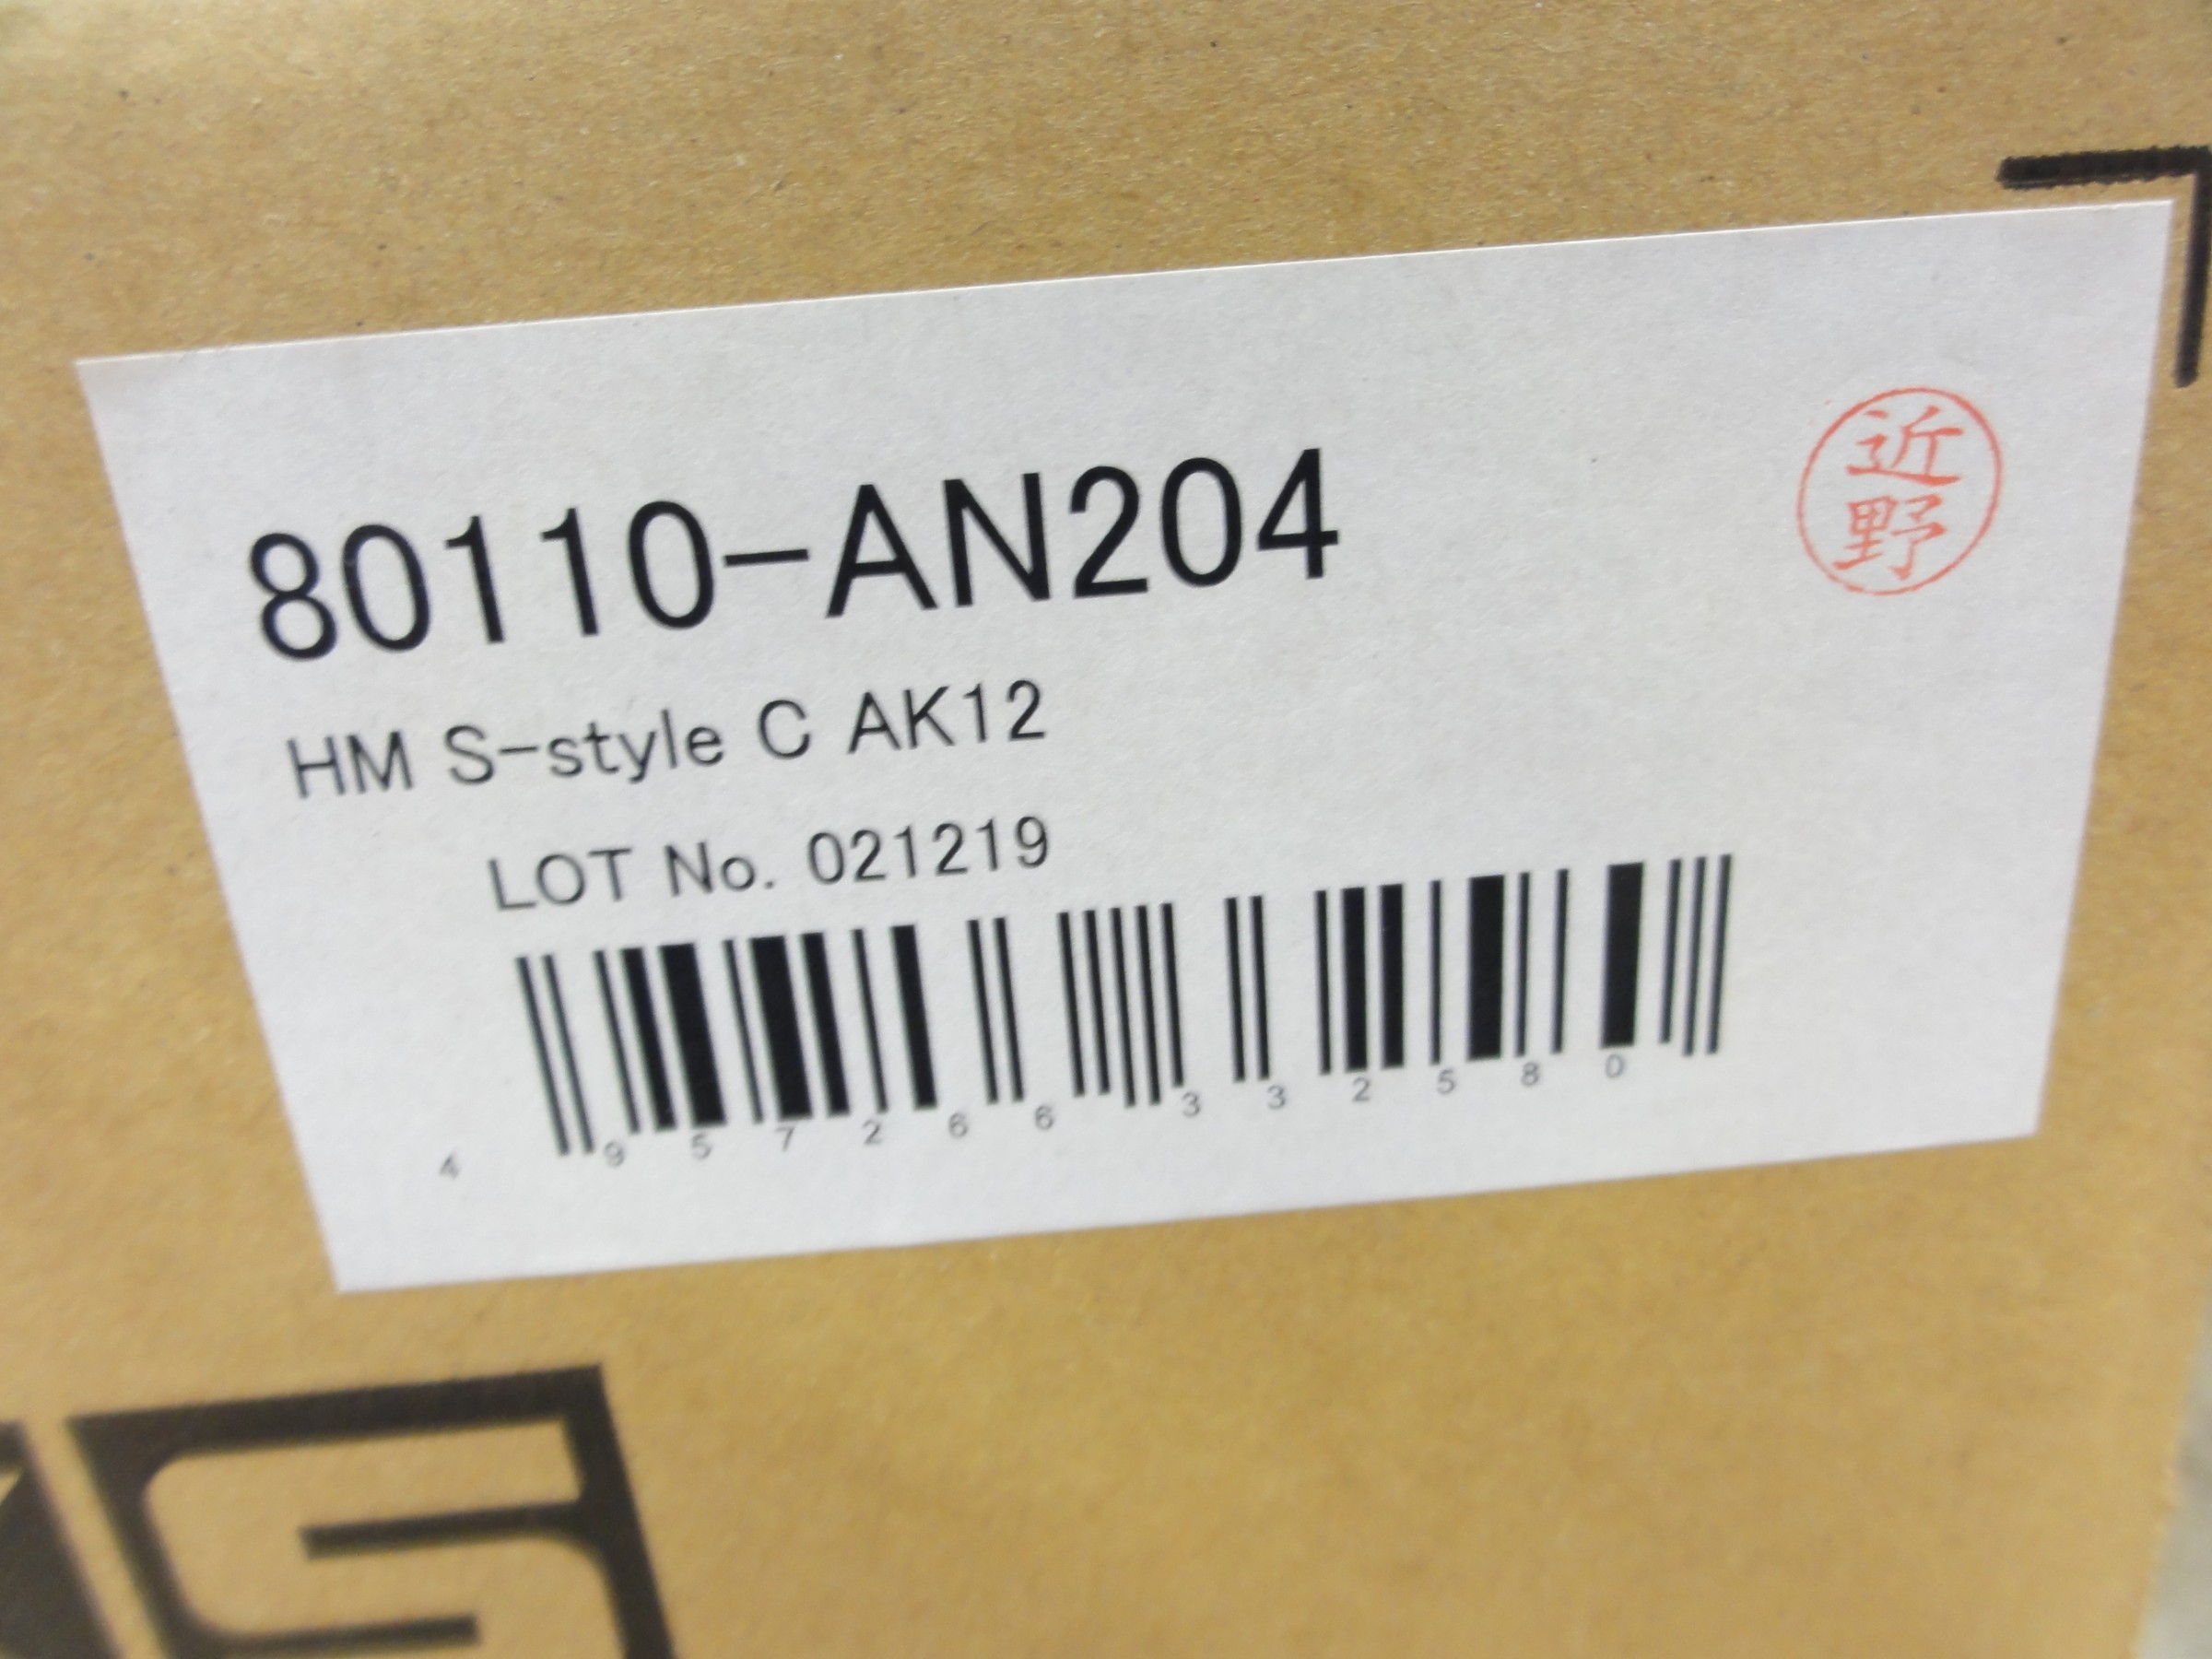 80110-AN204
近野
HM S-style C AK12
LOT No. 021219
4 957266 332580